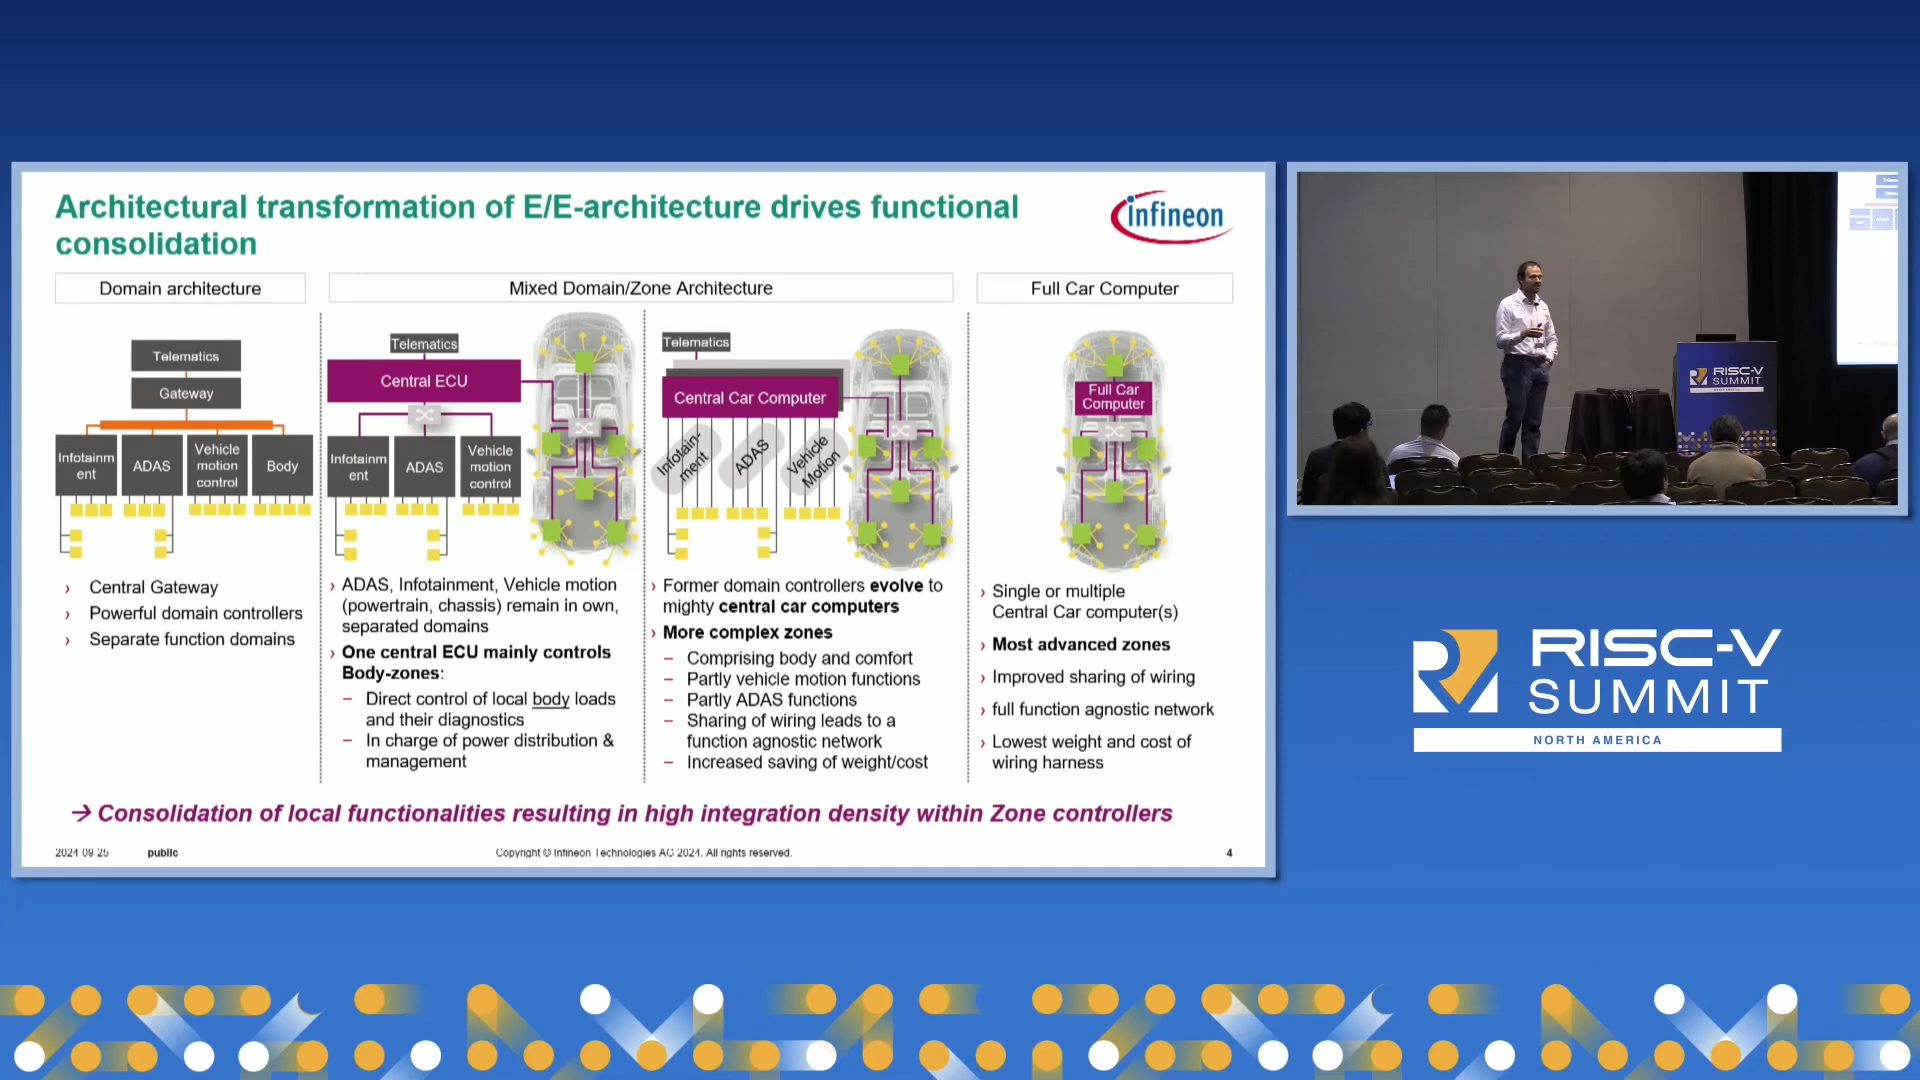 Architectural transformation of E/E-architecture drives functional
consolidation
infineon
Domain architecture
Mixed Domain/Zone Architecture
Full Car Computer
Telematics
Gateway
Infotainm
ent
ADAS
Vehicle
motion
control
Body
Telematics
Central ECU
Infotainm
ent
ADAS
Vehicle
motion
control
Telematics
Central Car Computer
Infotain-
ment
ADAS
Vehicle
Motion
Full Car
Computer
› Central Gateway
› Powerful domain controllers
› Separate function domains
› ADAS, Infotainment, Vehicle motion
(powertrain, chassis) remain in own,
separated domains
› One central ECU mainly controls
Body-zones:
– Direct control of local body loads
and their diagnostics
– In charge of power distribution &
management
› Former domain controllers evolve to
mighty central car computers
› More complex zones
– Comprising body and comfort
– Partly vehicle motion functions
– Partly ADAS functions
– Sharing of wiring leads to a
function agnostic network
– Increased saving of weight/cost
› Single or multiple
Central Car computer(s)
› Most advanced zones
› Improved sharing of wiring
› full function agnostic network
› Lowest weight and cost of
wiring harness
→ Consolidation of local functionalities resulting in high integration density within Zone controllers
2024-09-25
public
Copyright © Infineon Technologies AG 2024. All rights reserved.
4
RISC-V
SUMMIT
RISC-V
SUMMIT
NORTH AMERICA